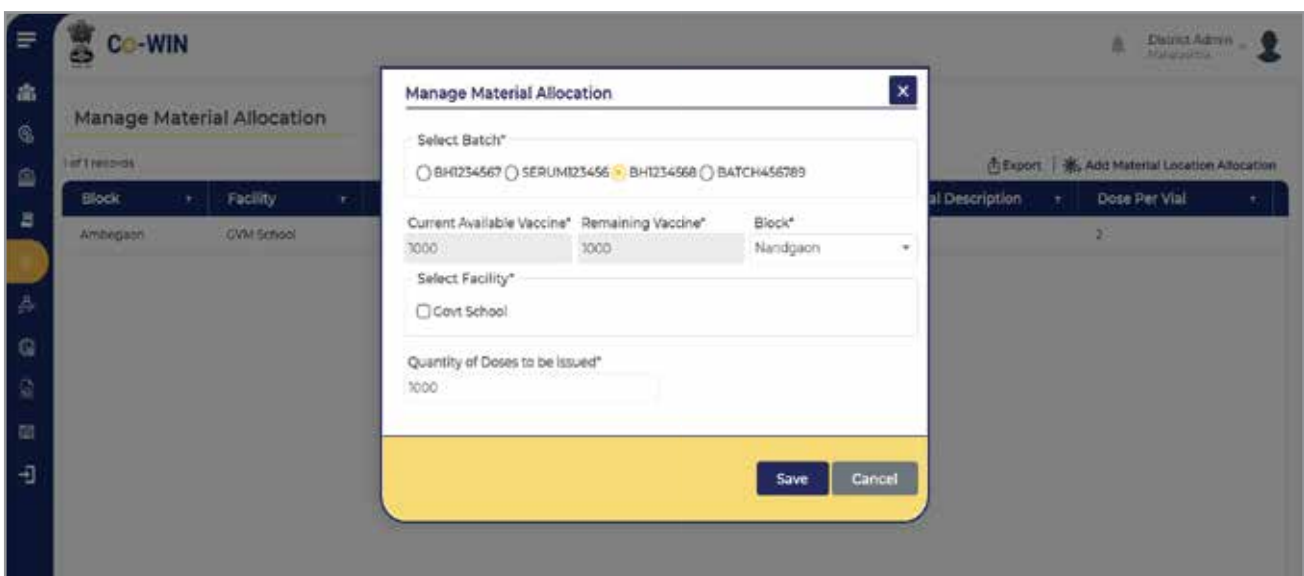 Co-WIN
District Admin
Maharashtra
Manage Material Allocation
1 of 1 records
Export
Add Material Location Allocation
Block
Facility
al Description
Dose Per Vial
Ambegaon
GVM School
2
Manage Material Allocation
X
Select Batch*
BH1234567 SERUM123456 BH1234568 BATCH456789
Current Available Vaccine* Remaining Vaccine* Block*
1000 1000 Nandgaon
Select Facility*
Govt School
Quantity of Doses to be issued*
1000
Save Cancel